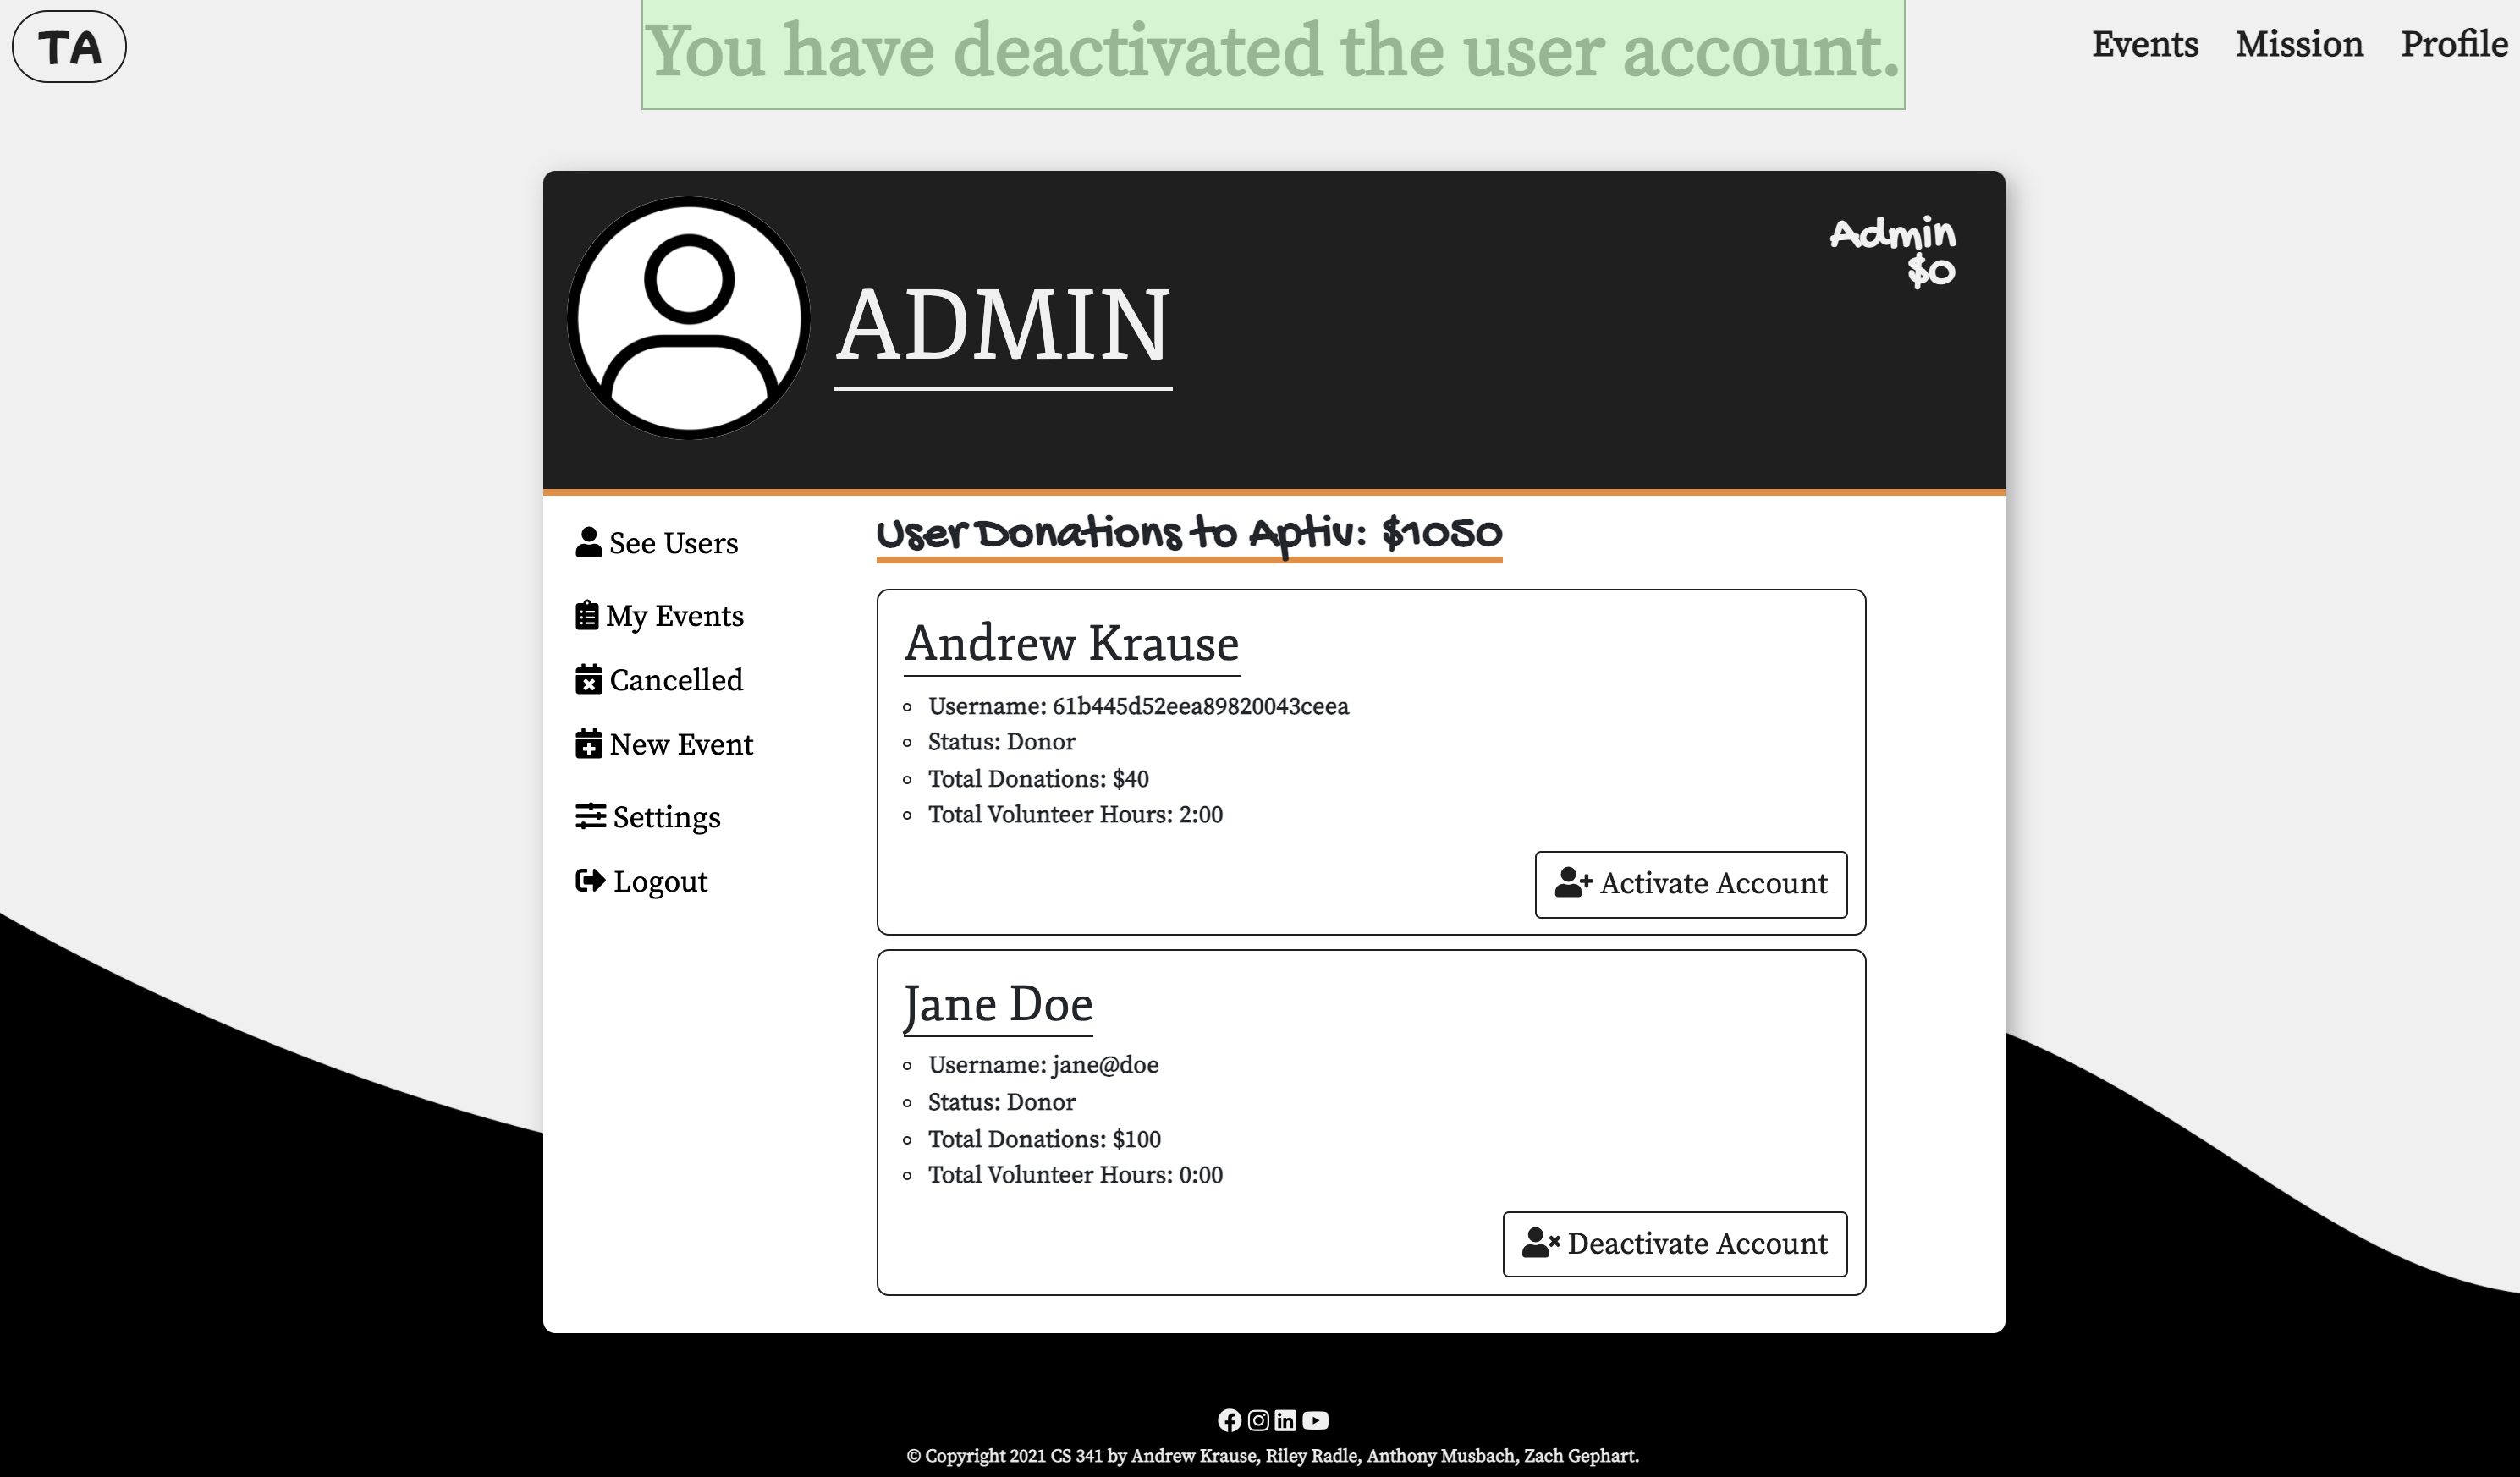 TA
You have deactivated the user account.
Events Mission Profile
Admin
$0
ADMIN
See Users
My Events
Cancelled
New Event
Settings
Logout
User Donations to Aptiv: $1050
Andrew Krause
Username: 61b445d52eea89820043ceea
Status: Donor
Total Donations: $40
Total Volunteer Hours: 2:00
Activate Account
Jane Doe
Username: jane@doe
Status: Donor
Total Donations: $100
Total Volunteer Hours: 0:00
Deactivate Account
© Copyright 2021 CS 341 by Andrew Krause, Riley Radle, Anthony Musbach, Zach Gephart.